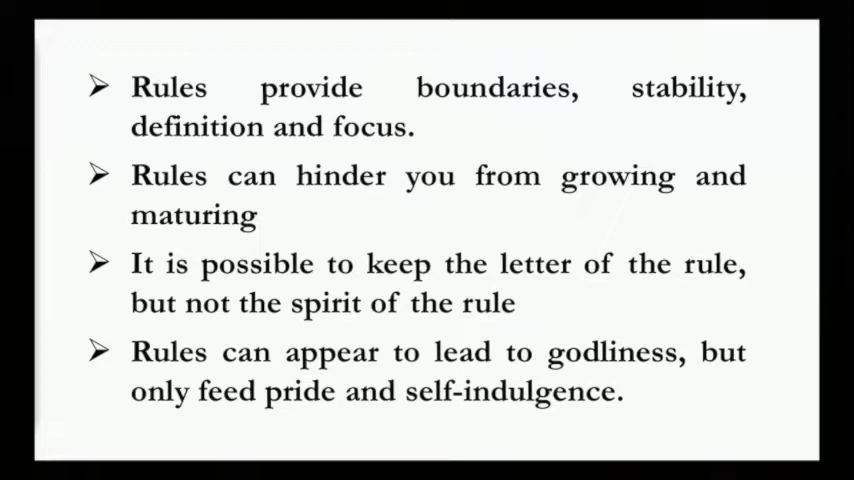 ➢ Rules provide boundaries, stability,
definition and focus.
➢ Rules can hinder you from growing and
maturing
➢ It is possible to keep the letter of the rule,
but not the spirit of the rule
➢ Rules can appear to lead to godliness, but
only feed pride and self-indulgence.